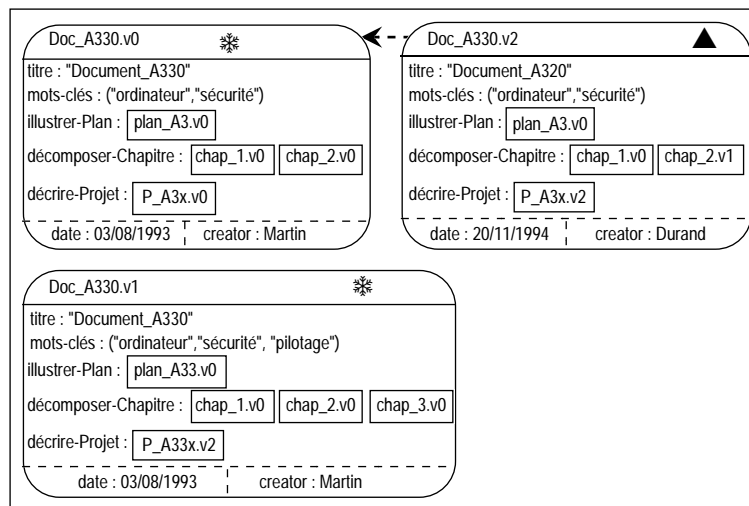 Doc_A330.v0
titre : "Document_A330"
mots-clés : ("ordinateur","sécurité")
illustrer-Plan : plan_A3.v0
décomposer-Chapitre : chap_1.v0 chap_2.v0
décrire-Projet : P_A3x.v0
date : 03/08/1993 creator : Martin
Doc_A330.v2
titre : "Document_A320"
mots-clés : ("ordinateur","sécurité")
illustrer-Plan : plan_A3.v0
décomposer-Chapitre : chap_1.v0 chap_2.v1
décrire-Projet : P_A3x.v2
date : 20/11/1994 creator : Durand
Doc_A330.v1
titre : "Document_A330"
mots-clés : ("ordinateur","sécurité", "pilotage")
illustrer-Plan : plan_A33.v0
décomposer-Chapitre : chap_1.v0 chap_2.v0 chap_3.v0
décrire-Projet : P_A33x.v2
date : 03/08/1993 creator : Martin